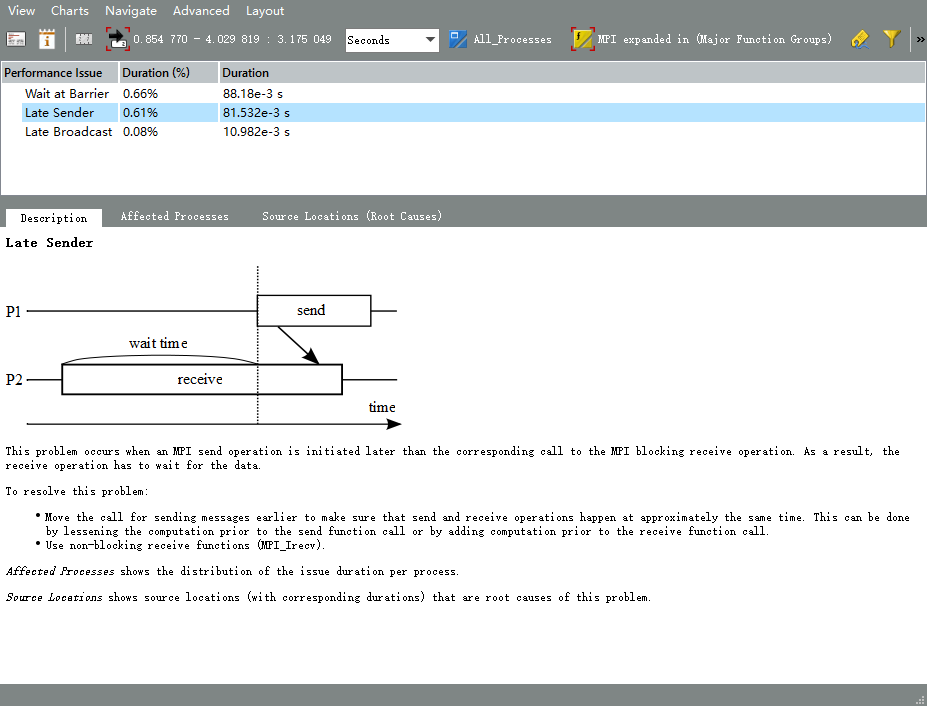 View Charts Navigate Advanced Layout
0.854 770 - 4.029 819 : 3.175 049 Seconds All_Processes MPI expanded in (Major Function Groups) »
Performance Issue Duration (%) Duration
Wait at Barrier 0.66% 88.18e-3 s
Late Sender 0.61% 81.532e-3 s
Late Broadcast 0.08% 10.982e-3 s
Description Affected Processes Source Locations (Root Causes)
Late Sender
P1 send
wait time
P2 receive
time
This problem occurs when an MPI send operation is initiated later than the corresponding call to the MPI blocking receive operation. As a result, the
receive operation has to wait for the data.
To resolve this problem:
• Move the call for sending messages earlier to make sure that send and receive operations happen at approximately the same time. This can be done
by lessening the computation prior to the send function call or by adding computation prior to the receive function call.
• Use non-blocking receive functions (MPI_Irecv).
Affected Processes shows the distribution of the issue duration per process.
Source Locations shows source locations (with corresponding durations) that are root causes of this problem.